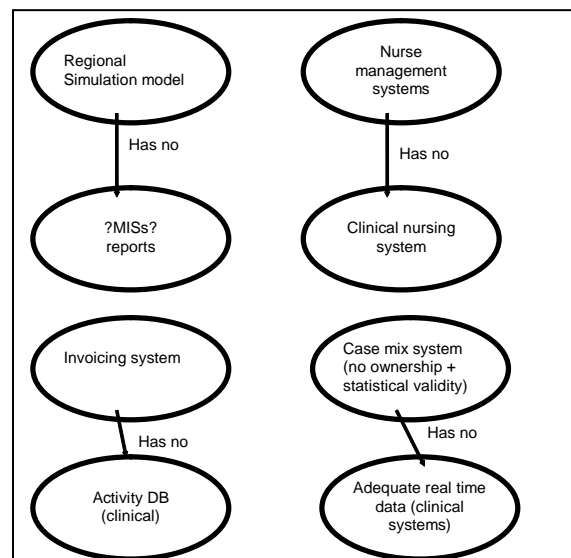 Regional
Simulation model
Nurse
management
systems
Has no
Has no
?MISs?
reports
Clinical nursing
system
Invoicing system
Case mix system
(no ownership +
statistical validity)
Has no
Has no
Activity DB
(clinical)
Adequate real time
data (clinical
systems)